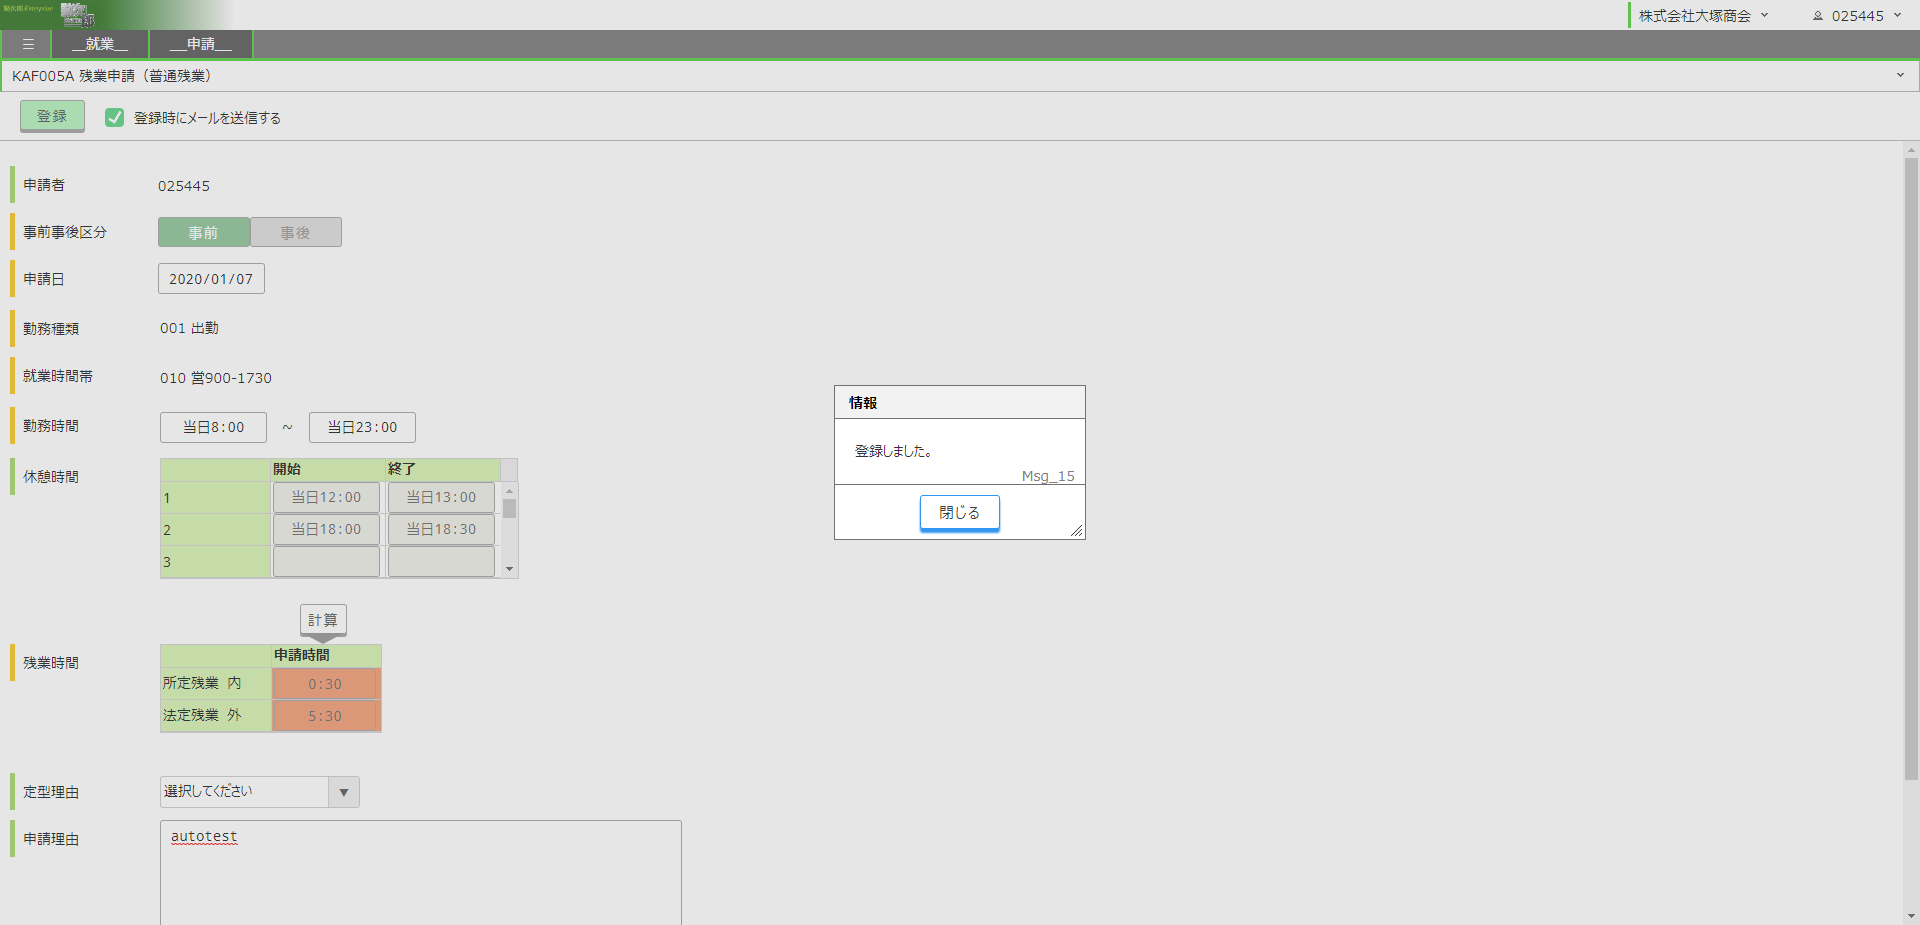 勤次郎 Enterprise
株式会社大塚商会
025445
☰
__就業__
__申請__
KAF005A 残業申請（普通残業）
登録
登録時にメールを送信する
申請者
025445
事前事後区分
事前
事後
申請日
2020/01/07
勤務種類
001 出勤
就業時間帯
010 営900-1730
勤務時間
当日8:00
~
当日23:00
休憩時間
開始
終了
1
当日12:00
当日13:00
2
当日18:00
当日18:30
3
計算
残業時間
申請時間
所定残業 内
0:30
法定残業 外
5:30
定型理由
選択してください
▼
申請理由
autotest
情報
登録しました。
Msg_15
閉じる